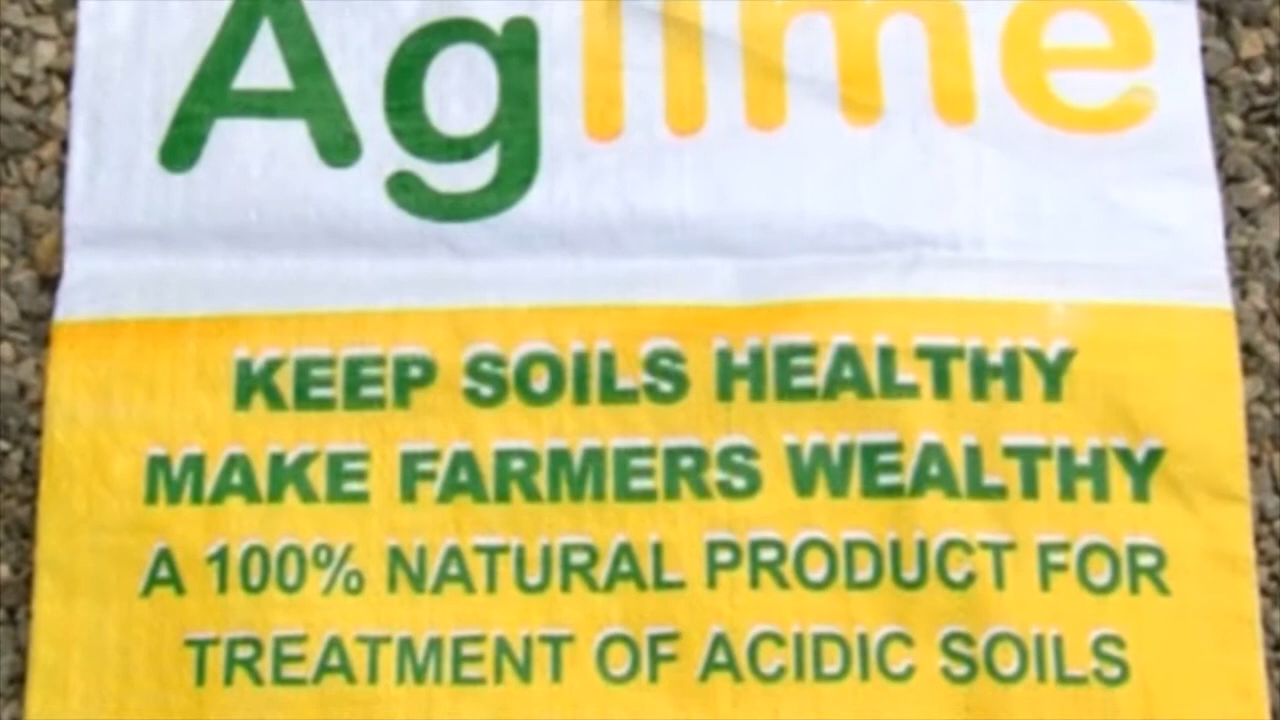 Aglime
KEEP SOILS HEALTHY
MAKE FARMERS WEALTHY
A 100% NATURAL PRODUCT FOR
TREATMENT OF ACIDIC SOILS